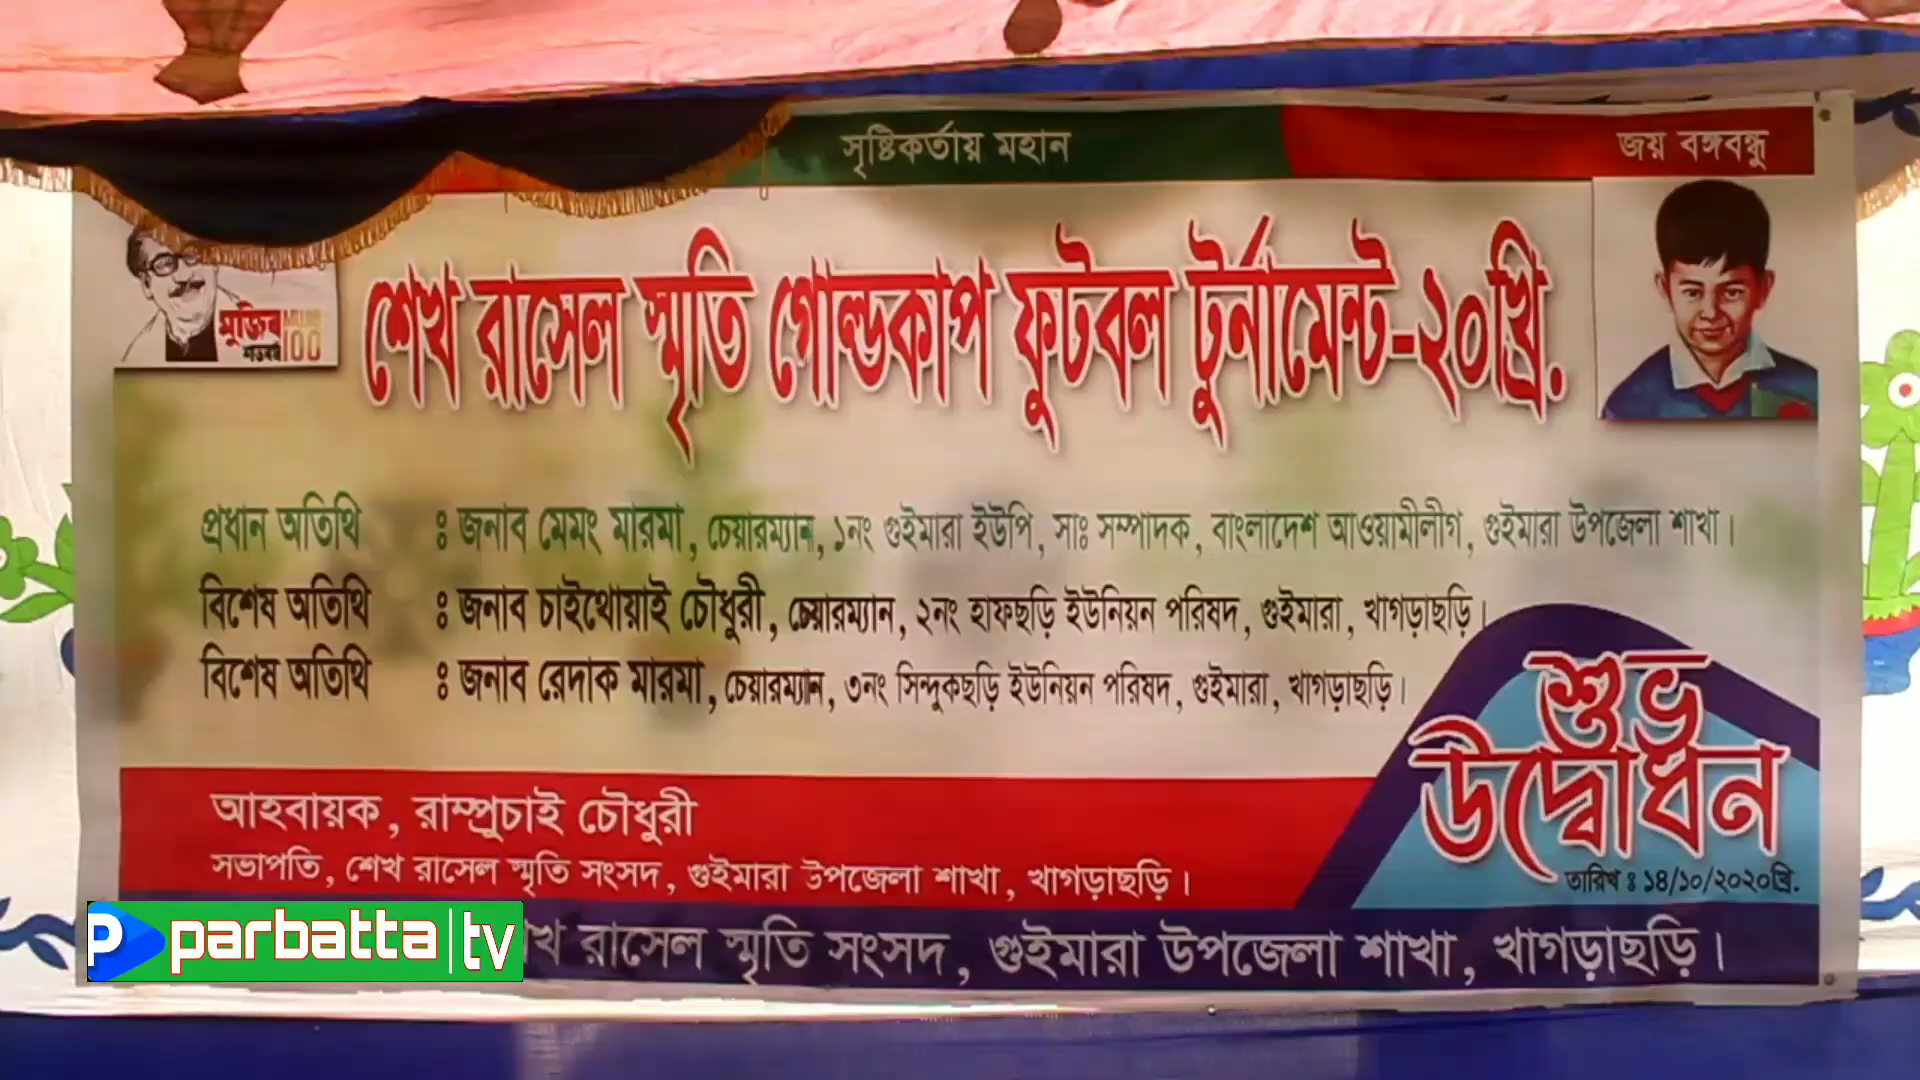 সৃষ্টিকর্তায় মহান
জয় বঙ্গবন্ধু
মুজিব
শতবর্ষ 100
শেখ রাসেল স্মৃতি গোল্ডকাপ ফুটবল টুর্নামেন্ট-২০খ্রি.
প্রধান অতিথি : জনাব মেমং মারমা, চেয়ারম্যান, ১নং গুইমারা ইউপি, সাঃ সম্পাদক, বাংলাদেশ আওয়ামীলীগ, গুইমারা উপজেলা শাখা।
বিশেষ অতিথি : জনাব চাইথোয়াই চৌধুরী, চেয়ারম্যান, ২নং হাফছড়ি ইউনিয়ন পরিষদ, গুইমারা, খাগড়াছড়ি।
বিশেষ অতিথি : জনাব রেদাক মারমা, চেয়ারম্যান, ৩নং সিন্দুকছড়ি ইউনিয়ন পরিষদ, গুইমারা, খাগড়াছড়ি।
শুভ
উদ্বোধন
তারিখ : ১৪/১০/২০২০খ্রি.
আহবায়ক, রাম্প্রুচাই চৌধুরী
সভাপতি, শেখ রাসেল স্মৃতি সংসদ, গুইমারা উপজেলা শাখা, খাগড়াছড়ি।
রাসেল স্মৃতি সংসদ, গুইমারা উপজেলা শাখা, খাগড়াছড়ি।
parbatta|tv